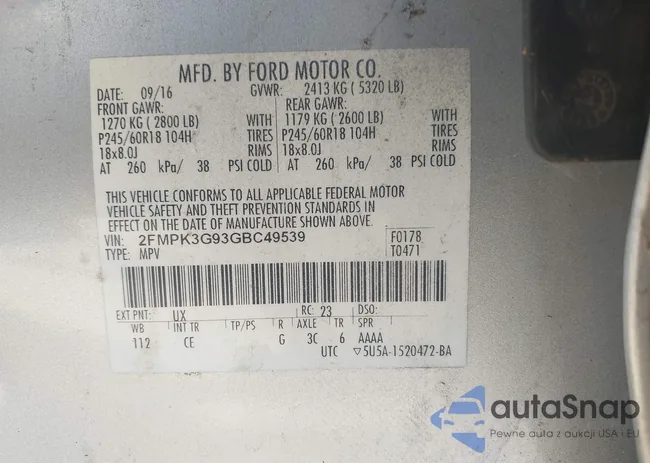 MFD. BY FORD MOTOR CO.
DATE: 09/16 GVWR: 2413 KG ( 5320 LB)
FRONT GAWR: REAR GAWR:
1270 KG ( 2800 LB) WITH 1179 KG ( 2600 LB) WITH
P245/60R18 104H TIRES P245/60R18 104H TIRES
18x8.0J RIMS 18x8.0J RIMS
AT 260 kPa/ 38 PSI COLD AT 260 kPa/ 38 PSI COLD
THIS VEHICLE CONFORMS TO ALL APPLICABLE FEDERAL MOTOR
VEHICLE SAFETY AND THEFT PREVENTION STANDARDS IN
EFFECT ON THE DATE OF MANUFACTURE SHOWN ABOVE.
VIN: 2FMPK3G93GBC49539 F0178
TYPE: MPV T0471
EXT PNT: UX RC: 23 DSO:
WB INT TR TP/PS R AXLE TR SPR
112 CE G 3C 6 AAAA
UTC ▽5U5A-1520472-BA
autaSnap
Pewne auta z aukcji USA i EU